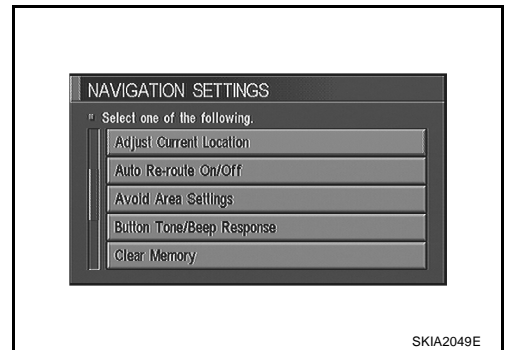 NAVIGATION SETTINGS
Select one of the following.
Adjust Current Location
Auto Re-route On/Off
Avoid Area Settings
Button Tone/Beep Response
Clear Memory
SKIA2049E